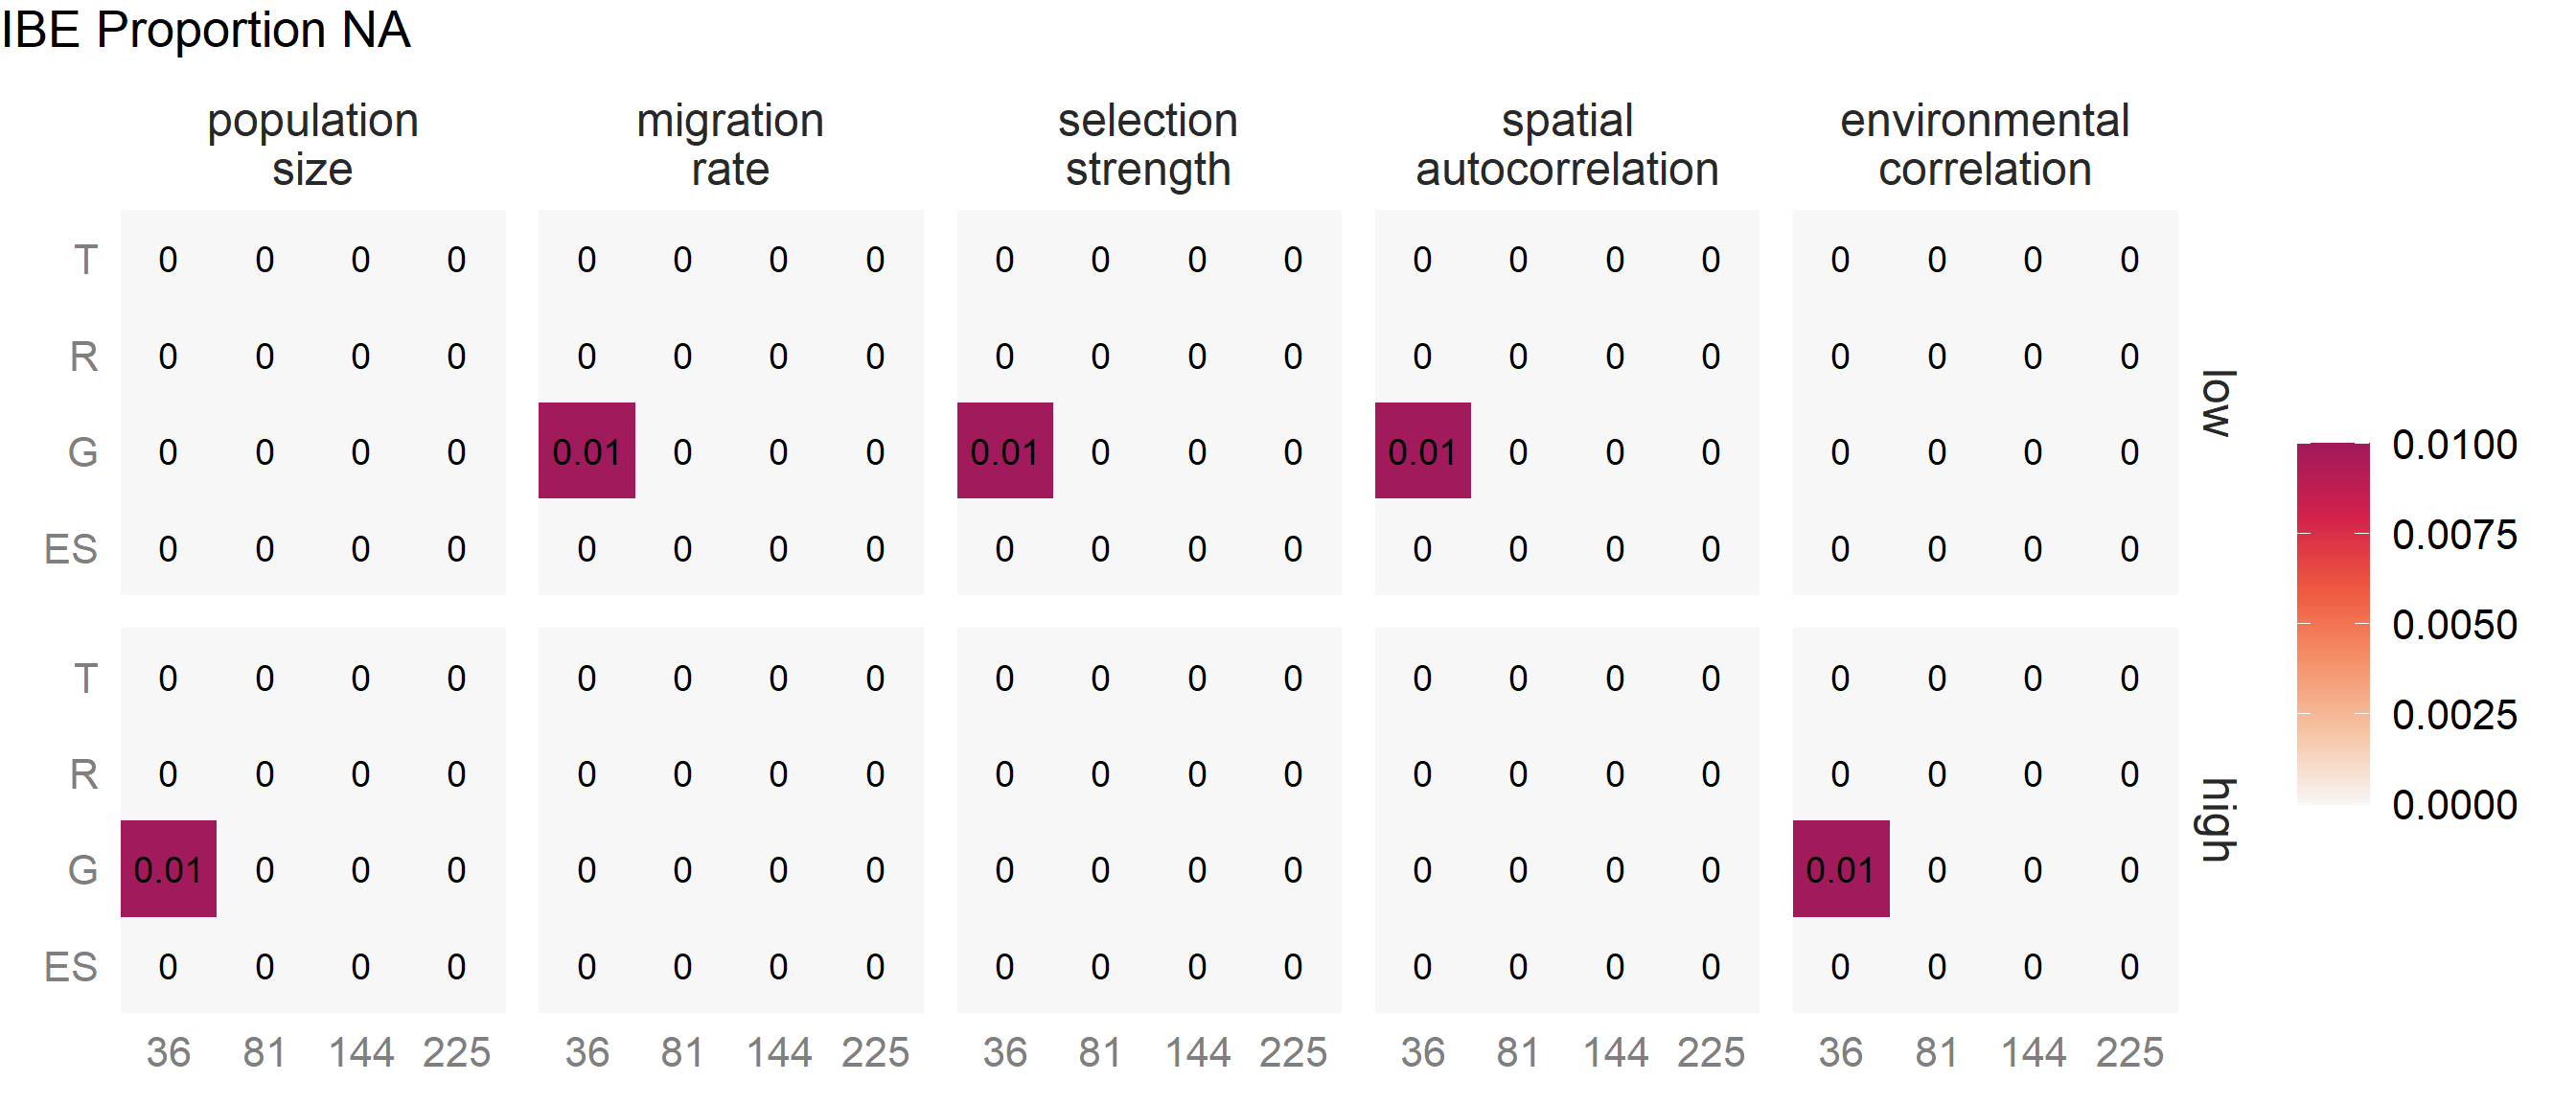 IBE Proportion NA
population size
migration rate
selection strength
spatial autocorrelation
environmental correlation
T 0 0 0 0 0 0 0 0 0 0 0 0 0 0 0 0 0 0 0 0
R 0 0 0 0 0 0 0 0 0 0 0 0 0 0 0 0 0 0 0 0
G 0 0 0 0 0.01 0 0 0 0.01 0 0 0 0.01 0 0 0 0 0 0 0
ES 0 0 0 0 0 0 0 0 0 0 0 0 0 0 0 0 0 0 0 0
low
T 0 0 0 0 0 0 0 0 0 0 0 0 0 0 0 0 0 0 0 0
R 0 0 0 0 0 0 0 0 0 0 0 0 0 0 0 0 0 0 0 0
G 0.01 0 0 0 0 0 0 0 0 0 0 0 0 0 0 0 0.01 0 0 0
ES 0 0 0 0 0 0 0 0 0 0 0 0 0 0 0 0 0 0 0 0
high
36 81 144 225 36 81 144 225 36 81 144 225 36 81 144 225 36 81 144 225
0.0100
0.0075
0.0050
0.0025
0.0000